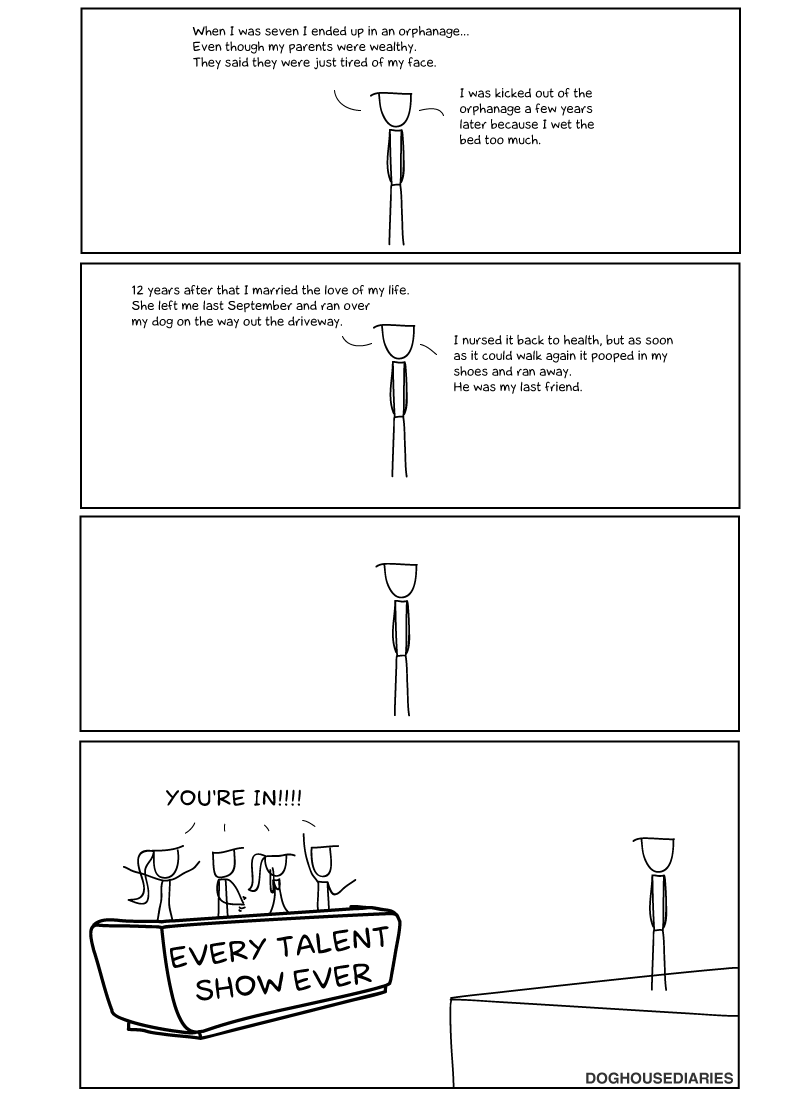 When I was seven I ended up in an orphanage...
Even though my parents were wealthy.
They said they were just tired of my face.
I was kicked out of the
orphanage a few years
later because I wet the
bed too much.
12 years after that I married the love of my life.
She left me last September and ran over
my dog on the way out the driveway.
I nursed it back to health, but as soon
as it could walk again it pooped in my
shoes and ran away.
He was my last friend.
YOU'RE IN!!!!
EVERY TALENT
SHOW EVER
DOGHOUSEDIARIES